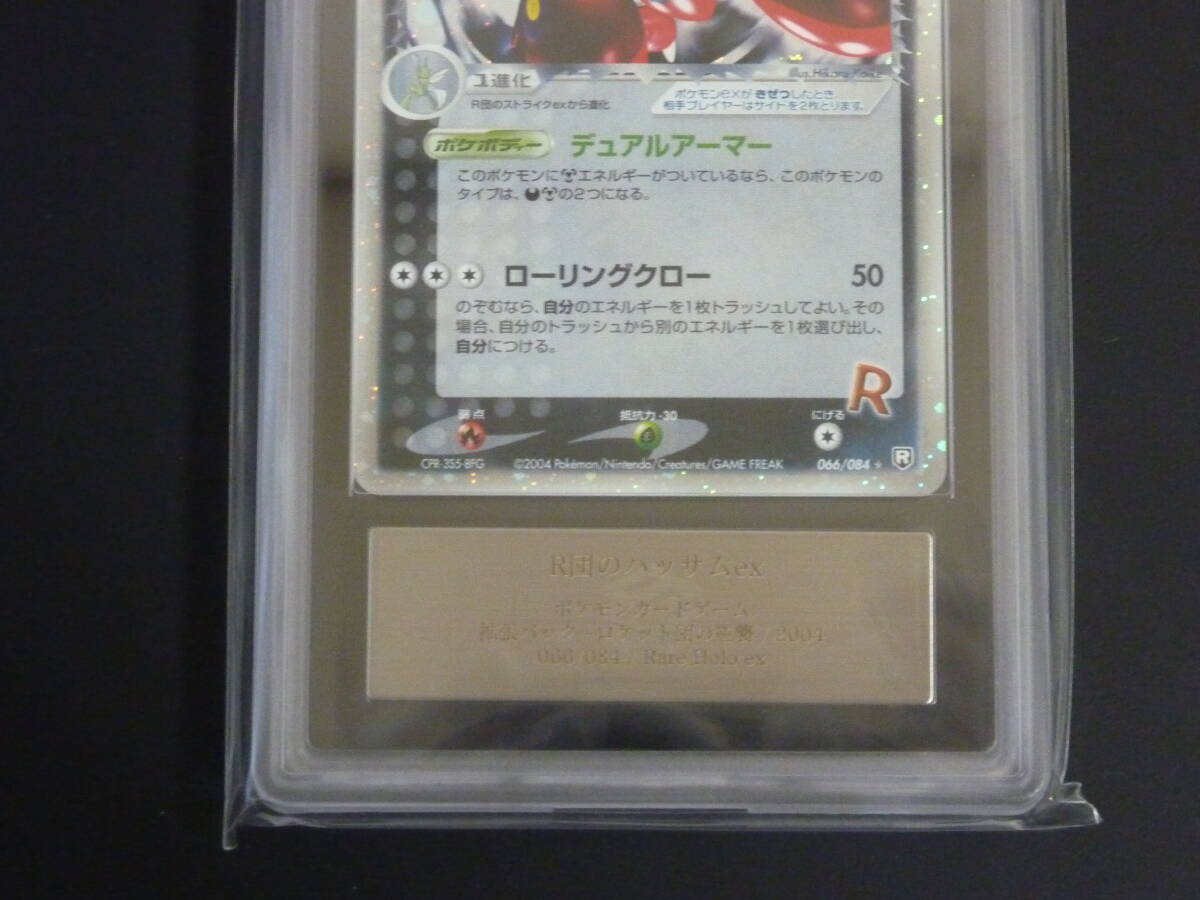 illus. Hikaru Koike
1進化
R団のストライクexから進化
ポケモンexが きぜつしたとき、
相手プレイヤーはサイトを2枚とります。
ポケボディー デュアルアーマー
このポケモンにエネルギーがついているなら、このポケモンの
タイプは、の2つになる。
ローリングクロー 50
のぞむなら、自分のエネルギーを1枚トラッシュしてよい。その
場合、自分のトラッシュから別のエネルギーを1枚選び出し、
自分につける。
R
弱点 抵抗力 -30 にげる
CPR-355-BFG ©2004 Pokémon/Nintendo/Creatures/GAME FREAK 066/084 ★ R
R団のハッサムex
ポケモンカードゲーム
拡張パック ロケット団の逆襲 / 2004
066/084 / Rare Holo ex